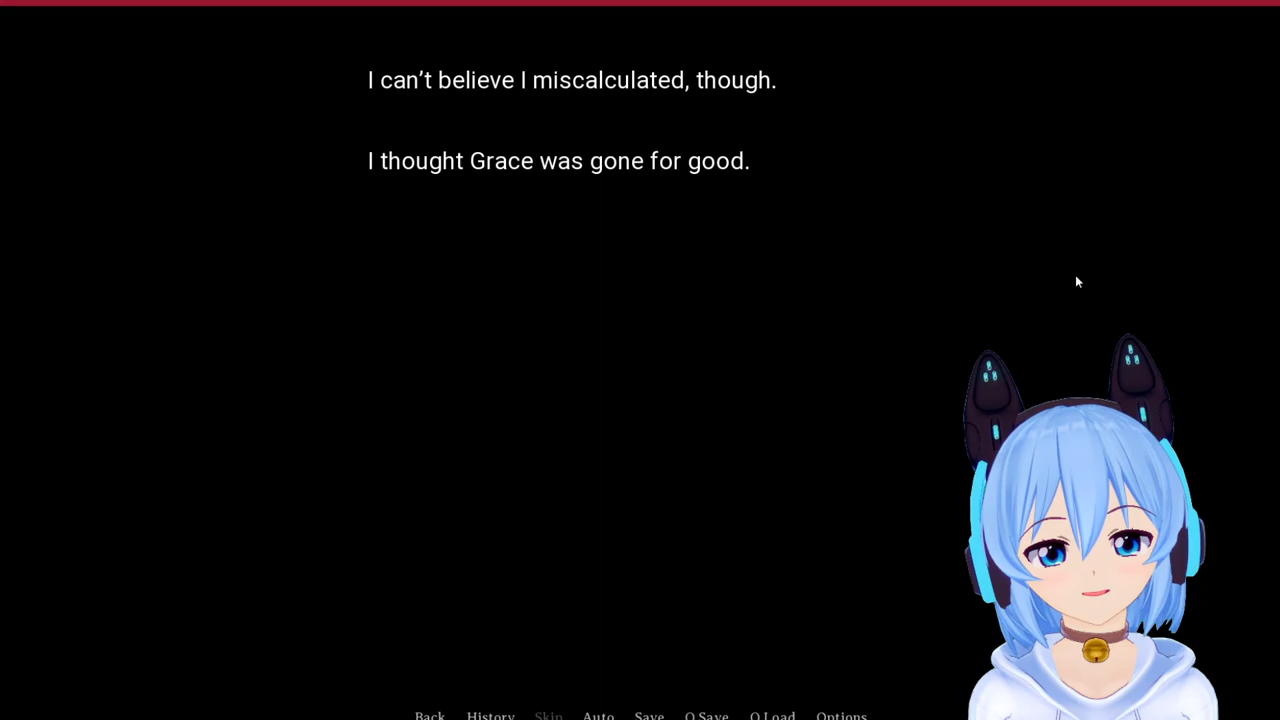 I can’t believe I miscalculated, though.
I thought Grace was gone for good.
Back History Skip Auto Save Q.Save Q.Load Options